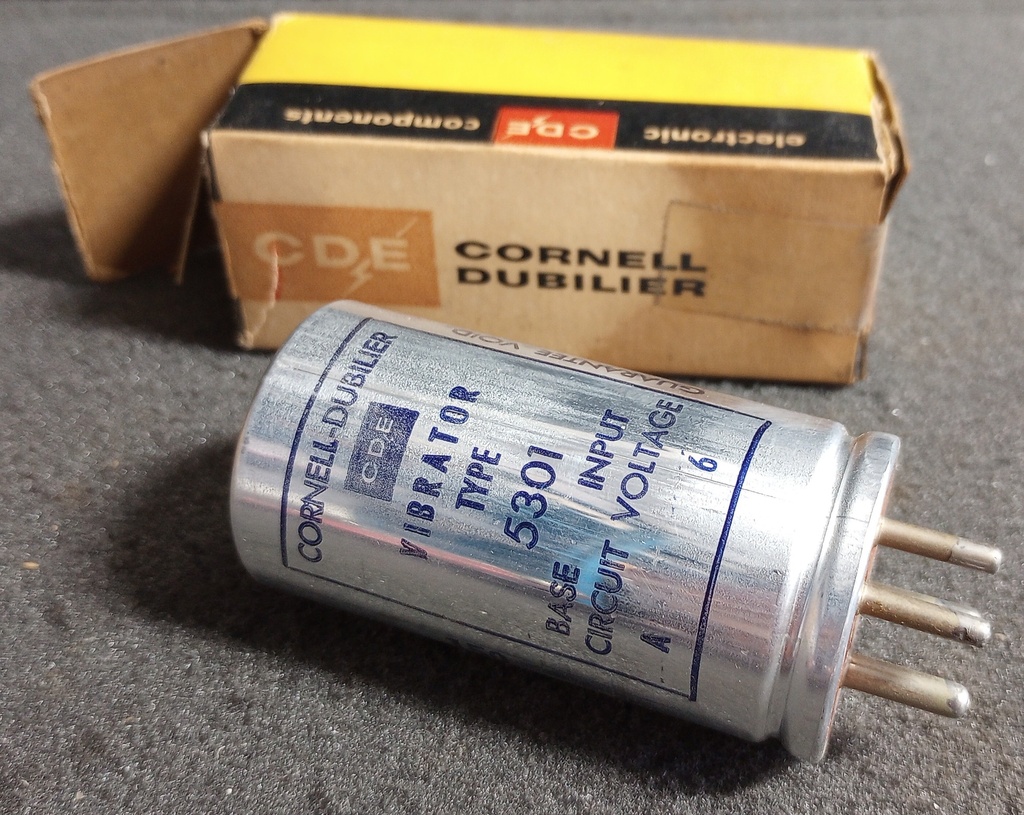 electronic CDE components
CDE CORNELL
DUBILIER
GUARANTEE VOID
CORNELL-DUBILIER
CDE
VIBRATOR
TYPE
5301
BASE INPUT
CIRCUIT VOLTAGE
A 6